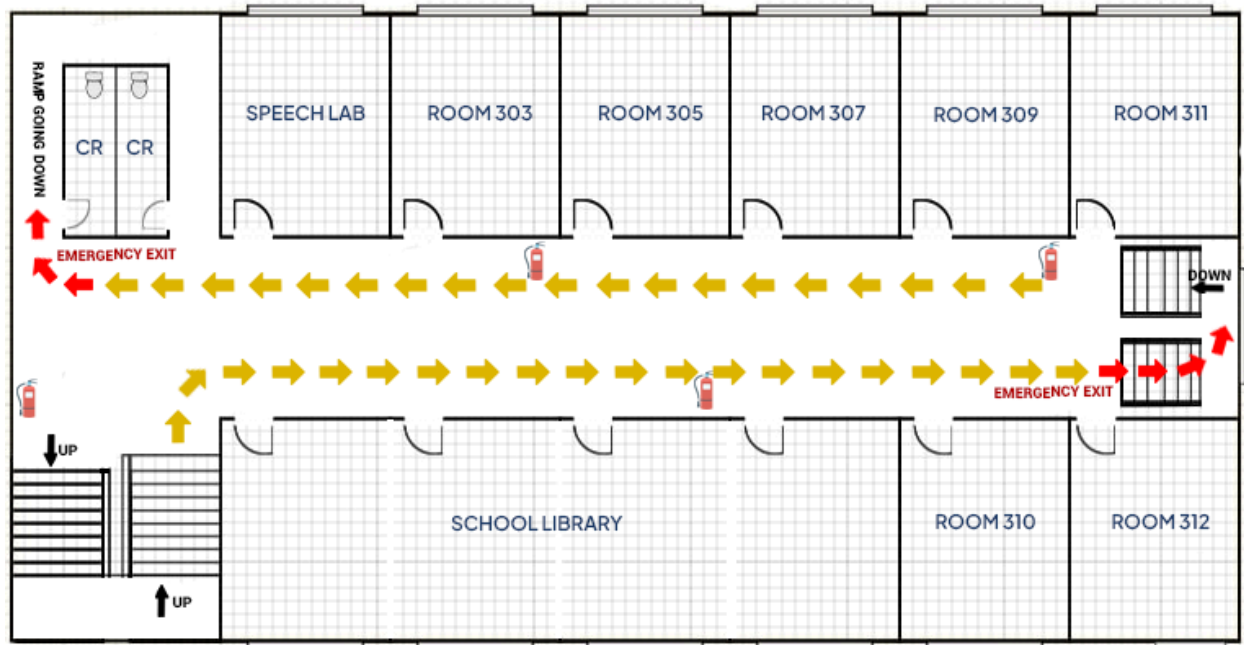 RAMP GOING DOWN
CR
CR
SPEECH LAB
ROOM 303
ROOM 305
ROOM 307
ROOM 309
ROOM 311
EMERGENCY EXIT
DOWN
EMERGENCY EXIT
UP
UP
SCHOOL LIBRARY
ROOM 310
ROOM 312